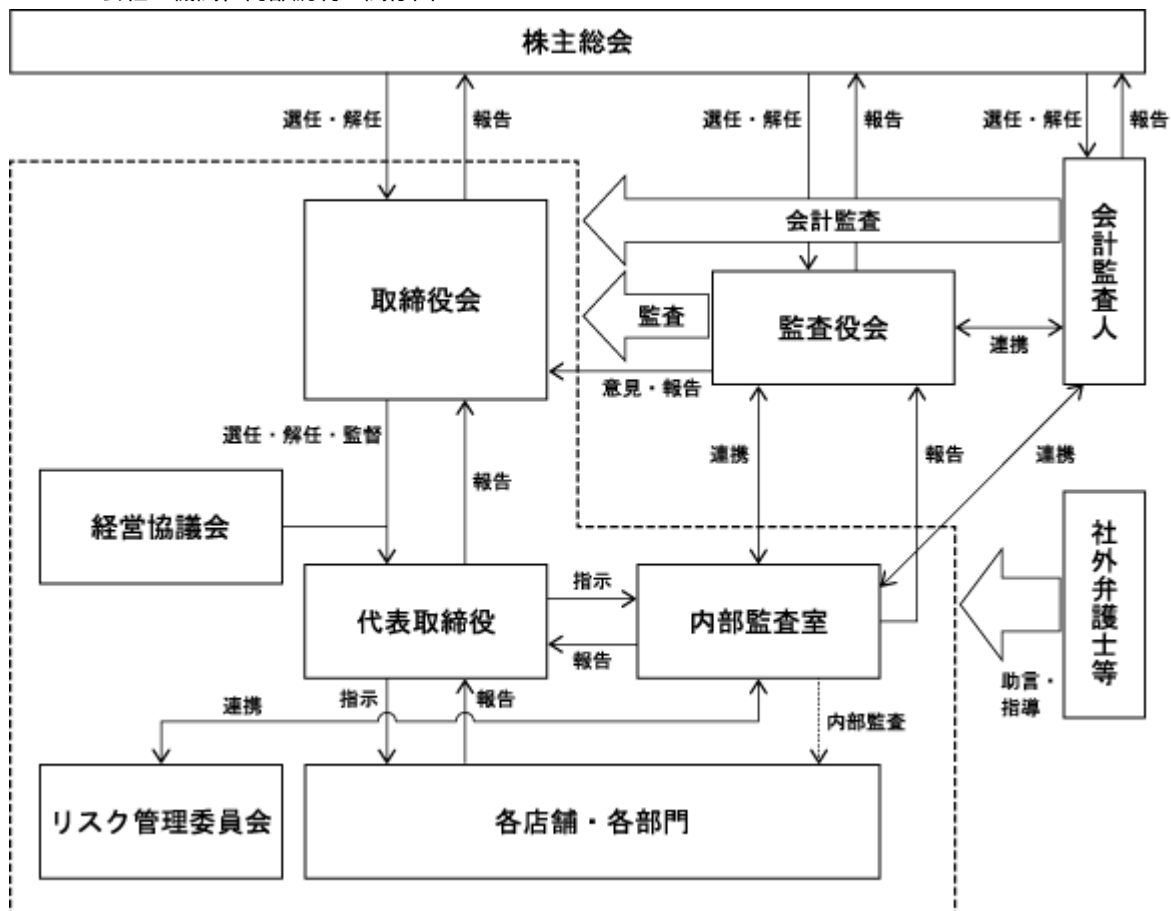 株主総会
選任・解任
報告
選任・解任
報告
選任・解任
報告
会計監査
会計監査人
取締役会
監査
監査役会
連携
意見・報告
選任・解任・監督
報告
連携
報告
連携
経営協議会
社外弁護士等
代表取締役
指示
報告
内部監査室
助言・
指導
連携
指示
報告
内部監査
リスク管理委員会
各店舗・各部門